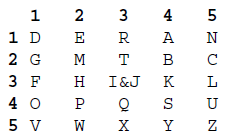 1 2 3 4 5
1 D E R A N
2 G M T B C
3 F H I&J K L
4 O P Q S U
5 V W X Y Z